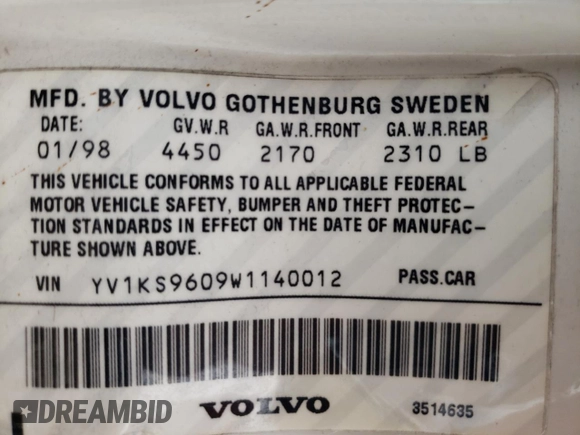 MFD. BY VOLVO GOTHENBURG SWEDEN
DATE: GV.W.R GA.W.R.FRONT GA.W.R.REAR
01/98 4450 2170 2310 LB
THIS VEHICLE CONFORMS TO ALL APPLICABLE FEDERAL
MOTOR VEHICLE SAFETY, BUMPER AND THEFT PROTEC-
TION STANDARDS IN EFFECT ON THE DATE OF MANUFAC-
TURE SHOWN ABOVE.
VIN YV1KS9609W1140012 PASS.CAR
VOLVO 3514635
DREAMBID